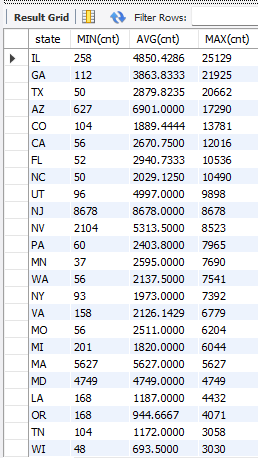 Result Grid Filter Rows:
state MIN(cnt) AVG(cnt) MAX(cnt)
IL 258 4850.4286 25129
GA 112 3863.8333 21925
TX 50 2879.8235 20662
AZ 627 6901.0000 17290
CO 104 1889.4444 13781
CA 56 2670.7500 12016
FL 52 2940.7333 10536
NC 50 2029.1250 10490
UT 96 4997.0000 9898
NJ 8678 8678.0000 8678
NV 2104 5313.5000 8523
PA 60 2403.8000 7965
MN 37 2595.0000 7690
WA 56 2137.5000 7541
NY 93 1973.0000 7392
VA 158 2126.1429 6779
MO 56 2511.0000 6204
MI 201 1820.0000 6044
MA 5627 5627.0000 5627
MD 4749 4749.0000 4749
LA 168 1187.0000 4432
OR 168 944.6667 4071
TN 104 1172.0000 3058
WI 48 693.5000 3030